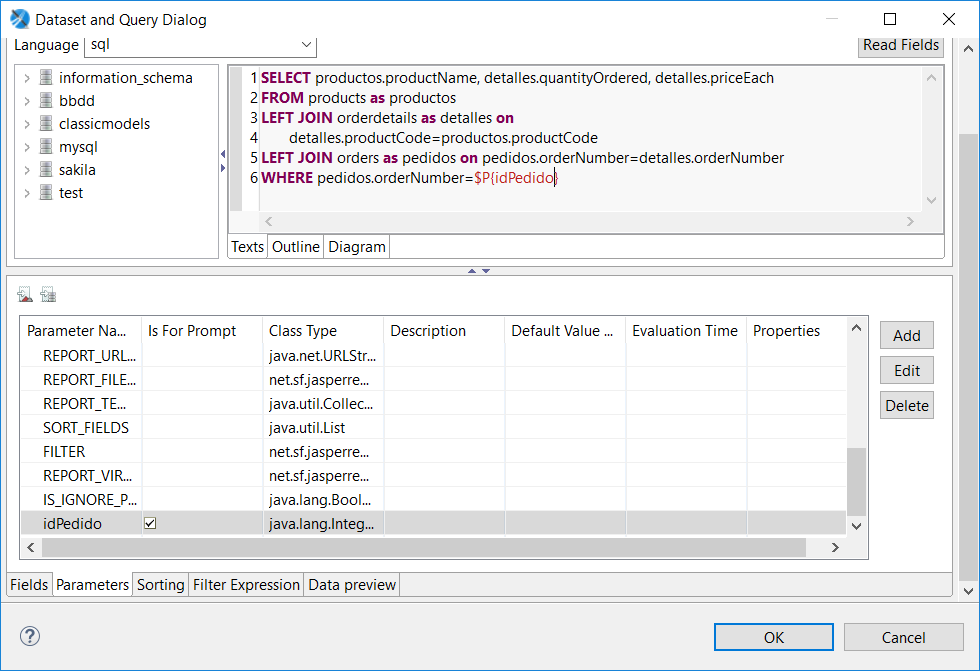 Dataset and Query Dialog
Language sql
Read Fields
information_schema
bbdd
classicmodels
mysql
sakila
test
1 SELECT productos.productName, detalles.quantityOrdered, detalles.priceEach
2 FROM products as productos
3 LEFT JOIN orderdetails as detalles on
4 detalles.productCode=productos.productCode
5 LEFT JOIN orders as pedidos on pedidos.orderNumber=detalles.orderNumber
6 WHERE pedidos.orderNumber=$P{idPedido}
Texts Outline Diagram
Parameter Na... Is For Prompt Class Type Description Default Value ... Evaluation Time Properties
REPORT_URL... java.net.URLStr...
REPORT_FILE... net.sf.jasperre...
REPORT_TE... java.util.Collec...
SORT_FIELDS java.util.List
FILTER net.sf.jasperre...
REPORT_VIR... net.sf.jasperre...
IS_IGNORE_P... java.lang.Bool...
idPedido java.lang.Integ...
Add
Edit
Delete
Fields Parameters Sorting Filter Expression Data preview
? OK Cancel